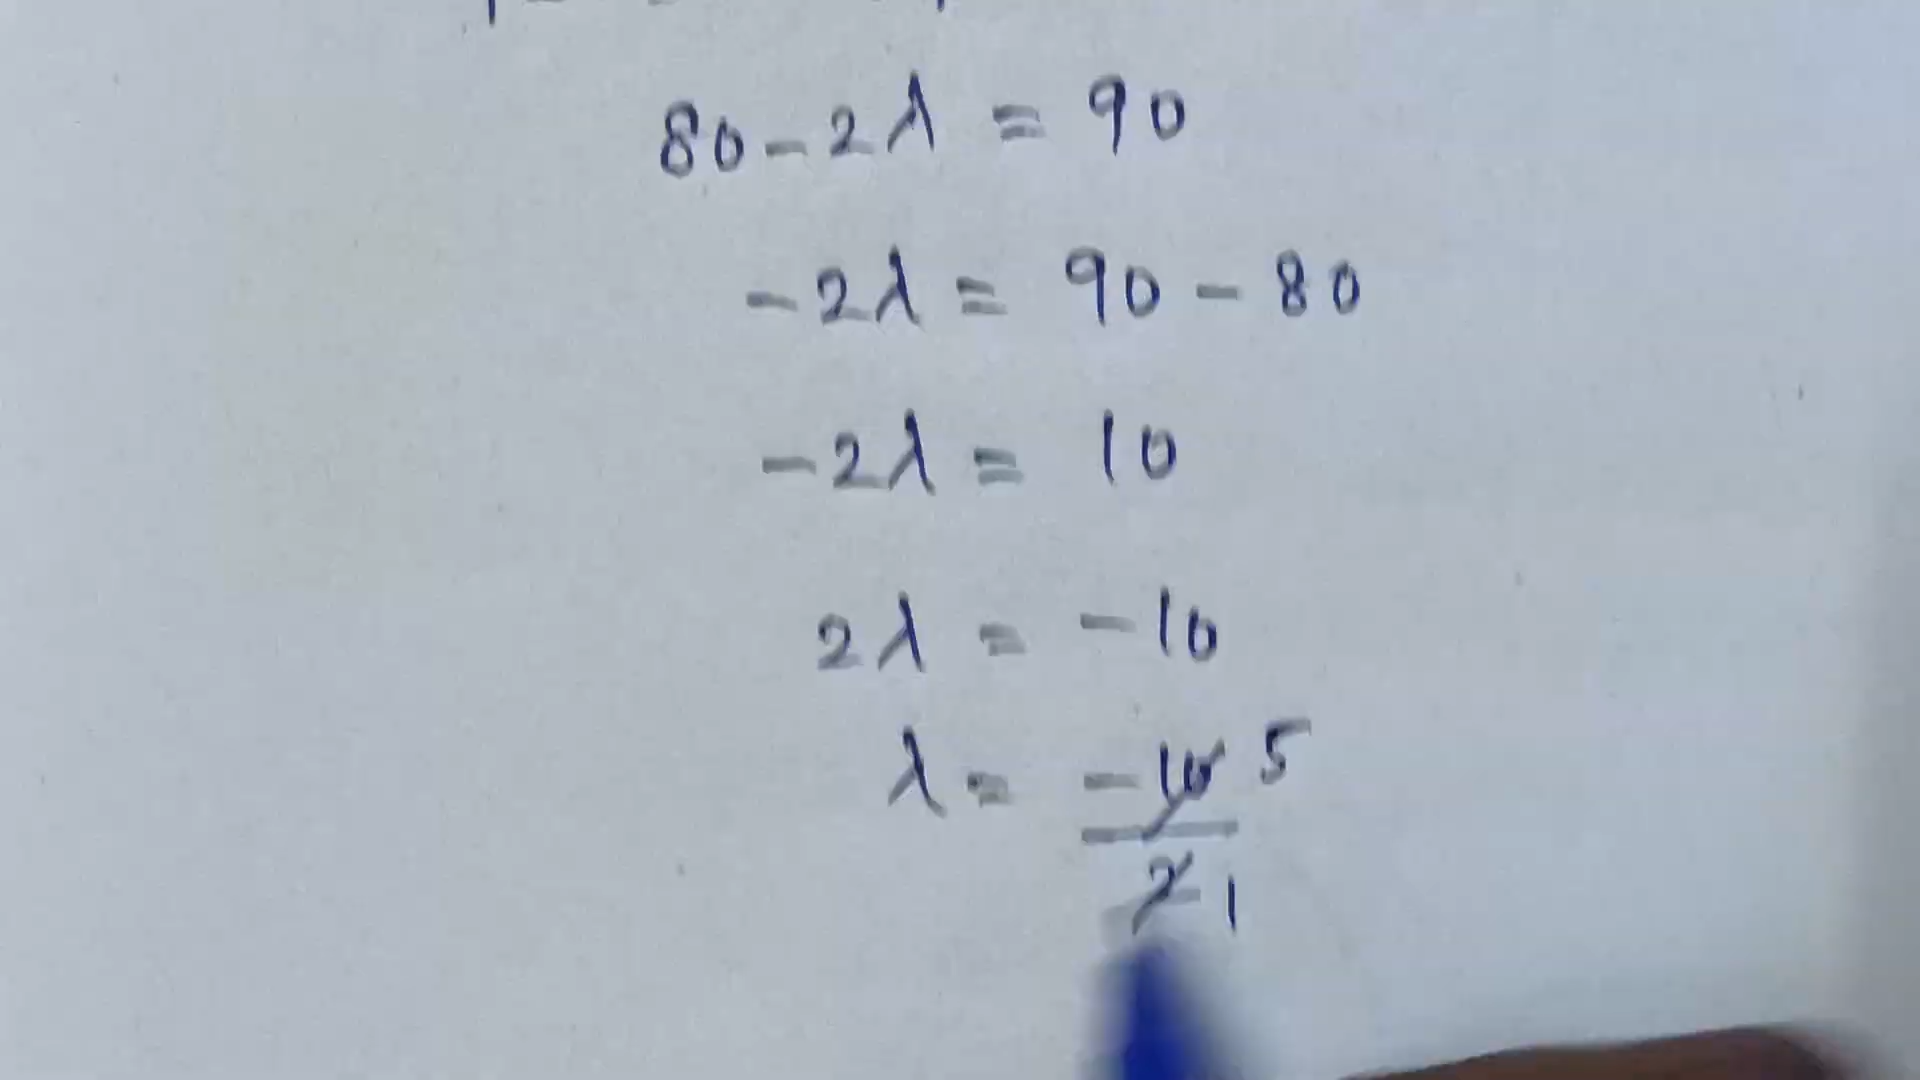 80 - 2λ = 90
-2λ = 90 - 80
-2λ = 10
2λ = -10
λ = -10 5
2 1